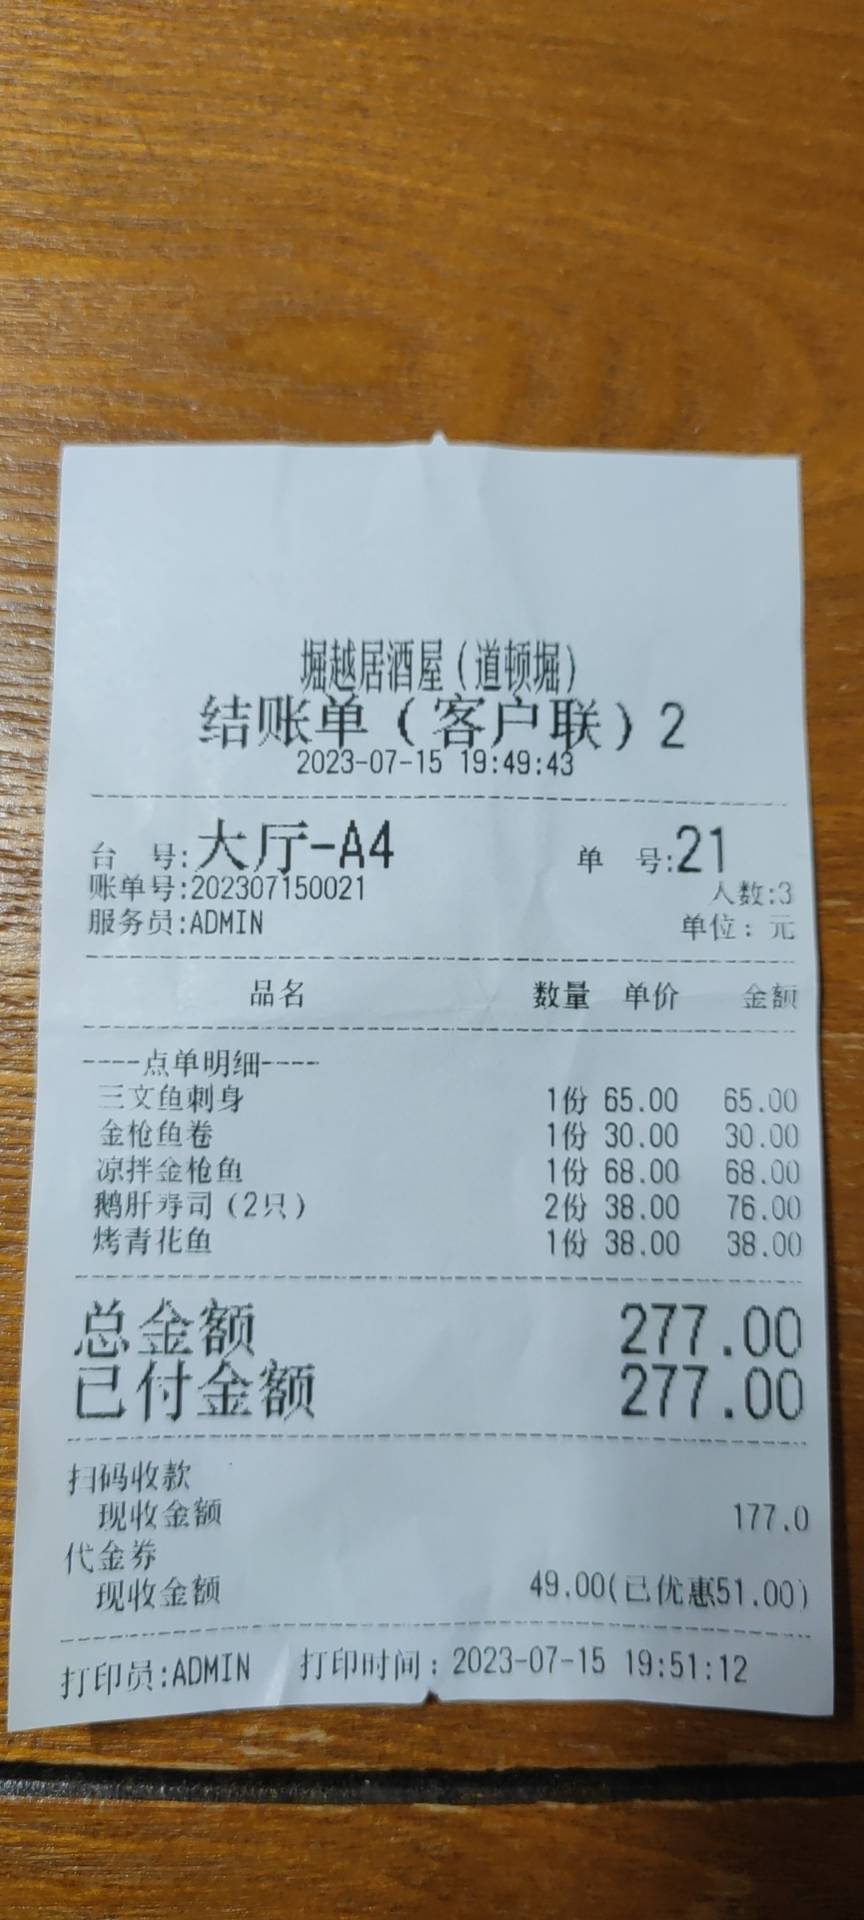 堀越居酒屋(道顿堀)
结账单(客户联)2
2023-07-15 19:49:43
台 号:大厅-A4 单 号:21
账单号:202307150021 人数:3
服务员:ADMIN 单位: 元
品名 数量 单价 金额
----点单明细----
三文鱼刺身 1份 65.00 65.00
金枪鱼卷 1份 30.00 30.00
凉拌金枪鱼 1份 68.00 68.00
鹅肝寿司(2只) 2份 38.00 76.00
烤青花鱼 1份 38.00 38.00
总金额 277.00
已付金额 277.00
扫码收款
现收金额 177.0
代金券
现收金额 49.00(已优惠51.00)
打印员:ADMIN 打印时间:2023-07-15 19:51:12